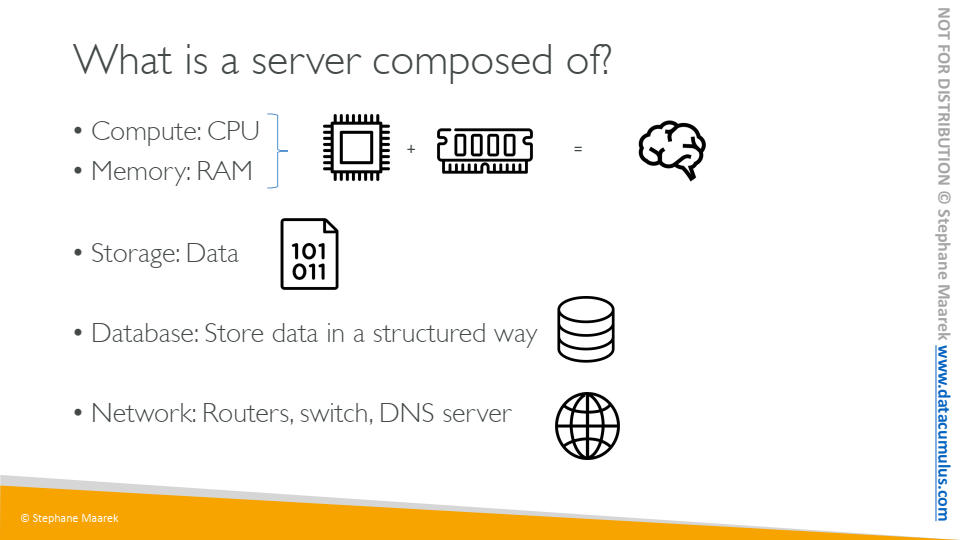 What is a server composed of?
• Compute: CPU
• Memory: RAM
+
=
• Storage: Data
101
011
• Database: Store data in a structured way
• Network: Routers, switch, DNS server
© Stephane Maarek
NOT FOR DISTRIBUTION © Stephane Maarek www.datacumulus.com